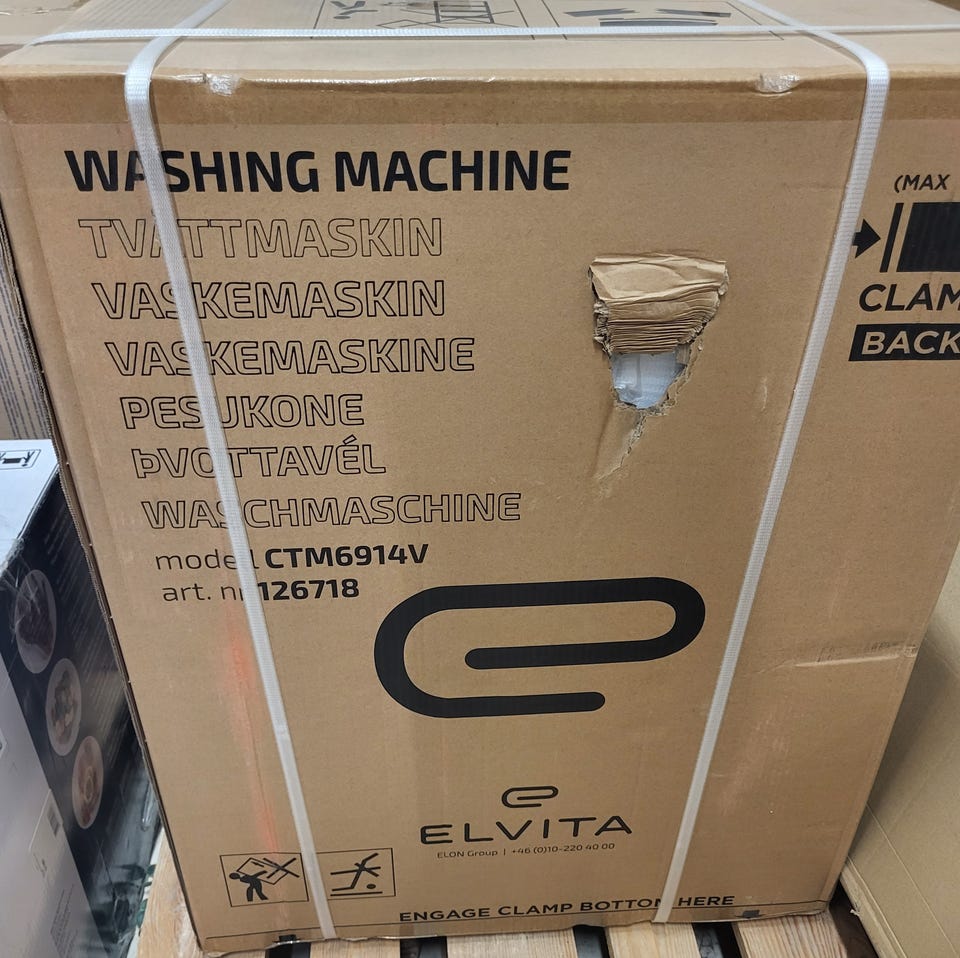 WASHING MACHINE
TVÄTTMASKIN
VASKEMASKIN
VASKEMASKINE
PESUKONE
ÞVOTTAVÉL
WASCHMASCHINE
modell CTM6914V
art. nr 126718
ELVITA
ELON Group | +46 (0)10-220 40 00
ENGAGE CLAMP BOTTOM HERE
(MAX
CLAM
BACK